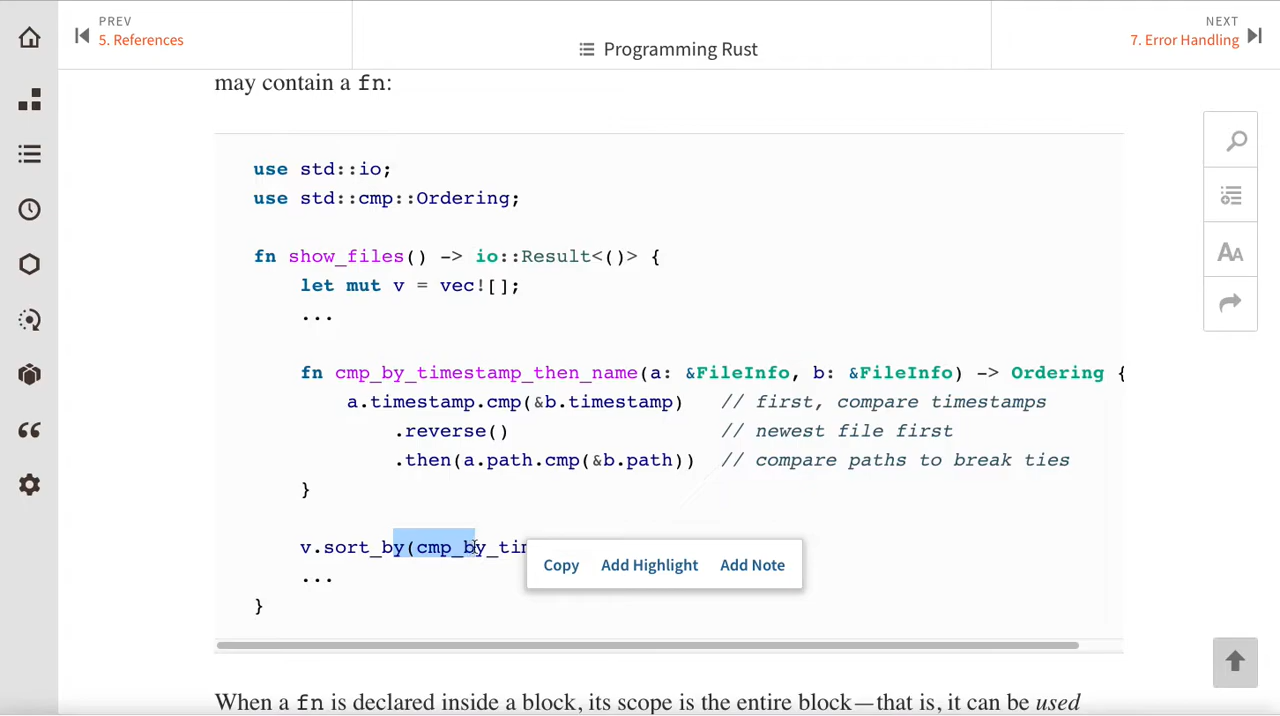 PREV
5. References
Programming Rust
NEXT
7. Error Handling
may contain a fn:
use std::io;
use std::cmp::Ordering;
fn show_files() -> io::Result<()> {
let mut v = vec![];
...
fn cmp_by_timestamp_then_name(a: &FileInfo, b: &FileInfo) -> Ordering {
a.timestamp.cmp(&b.timestamp) // first, compare timestamps
.reverse() // newest file first
.then(a.path.cmp(&b.path)) // compare paths to break ties
}
v.sort_by(cmp_by_tim
Copy Add Highlight Add Note
...
}
When a fn is declared inside a block, its scope is the entire block—that is, it can be used
AA